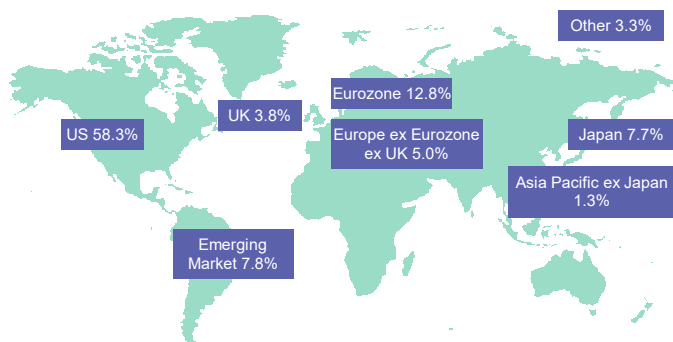 Other 3.3%
Eurozone 12.8%
UK 3.8%
US 58.3%
Europe ex Eurozone
ex UK 5.0%
Japan 7.7%
Asia Pacific ex Japan
1.3%
Emerging
Market 7.8%